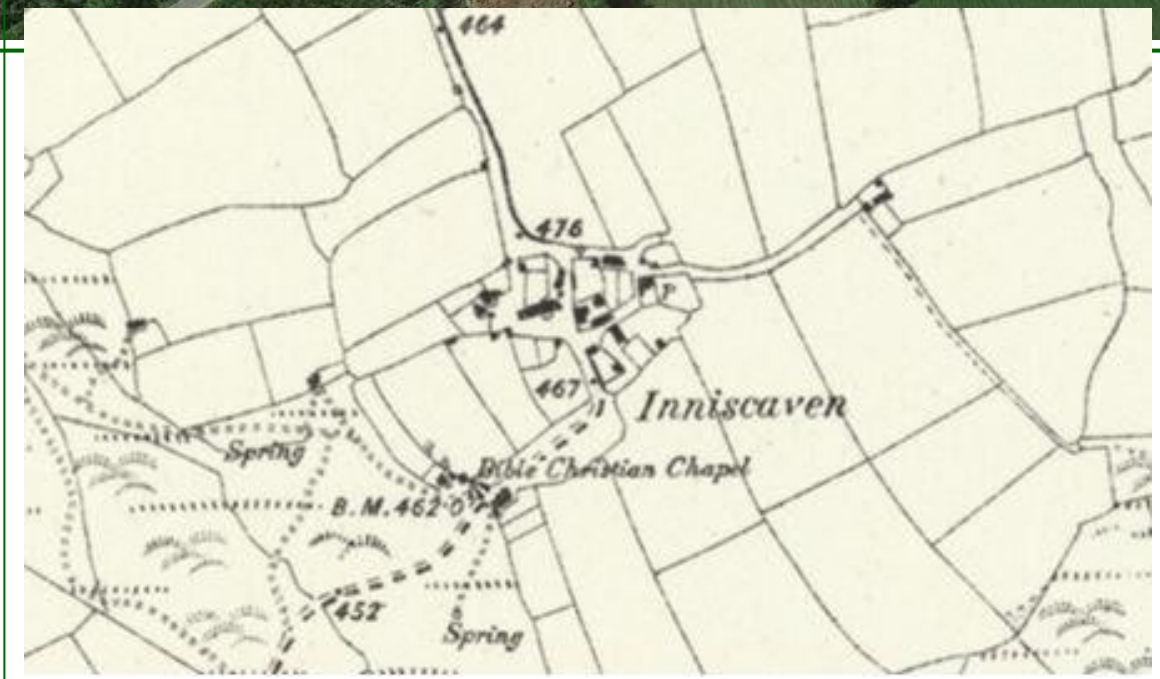 464
476
P
467
Inniscaven
Spring
Bible Christian Chapel
B.M.462·0
452
Spring